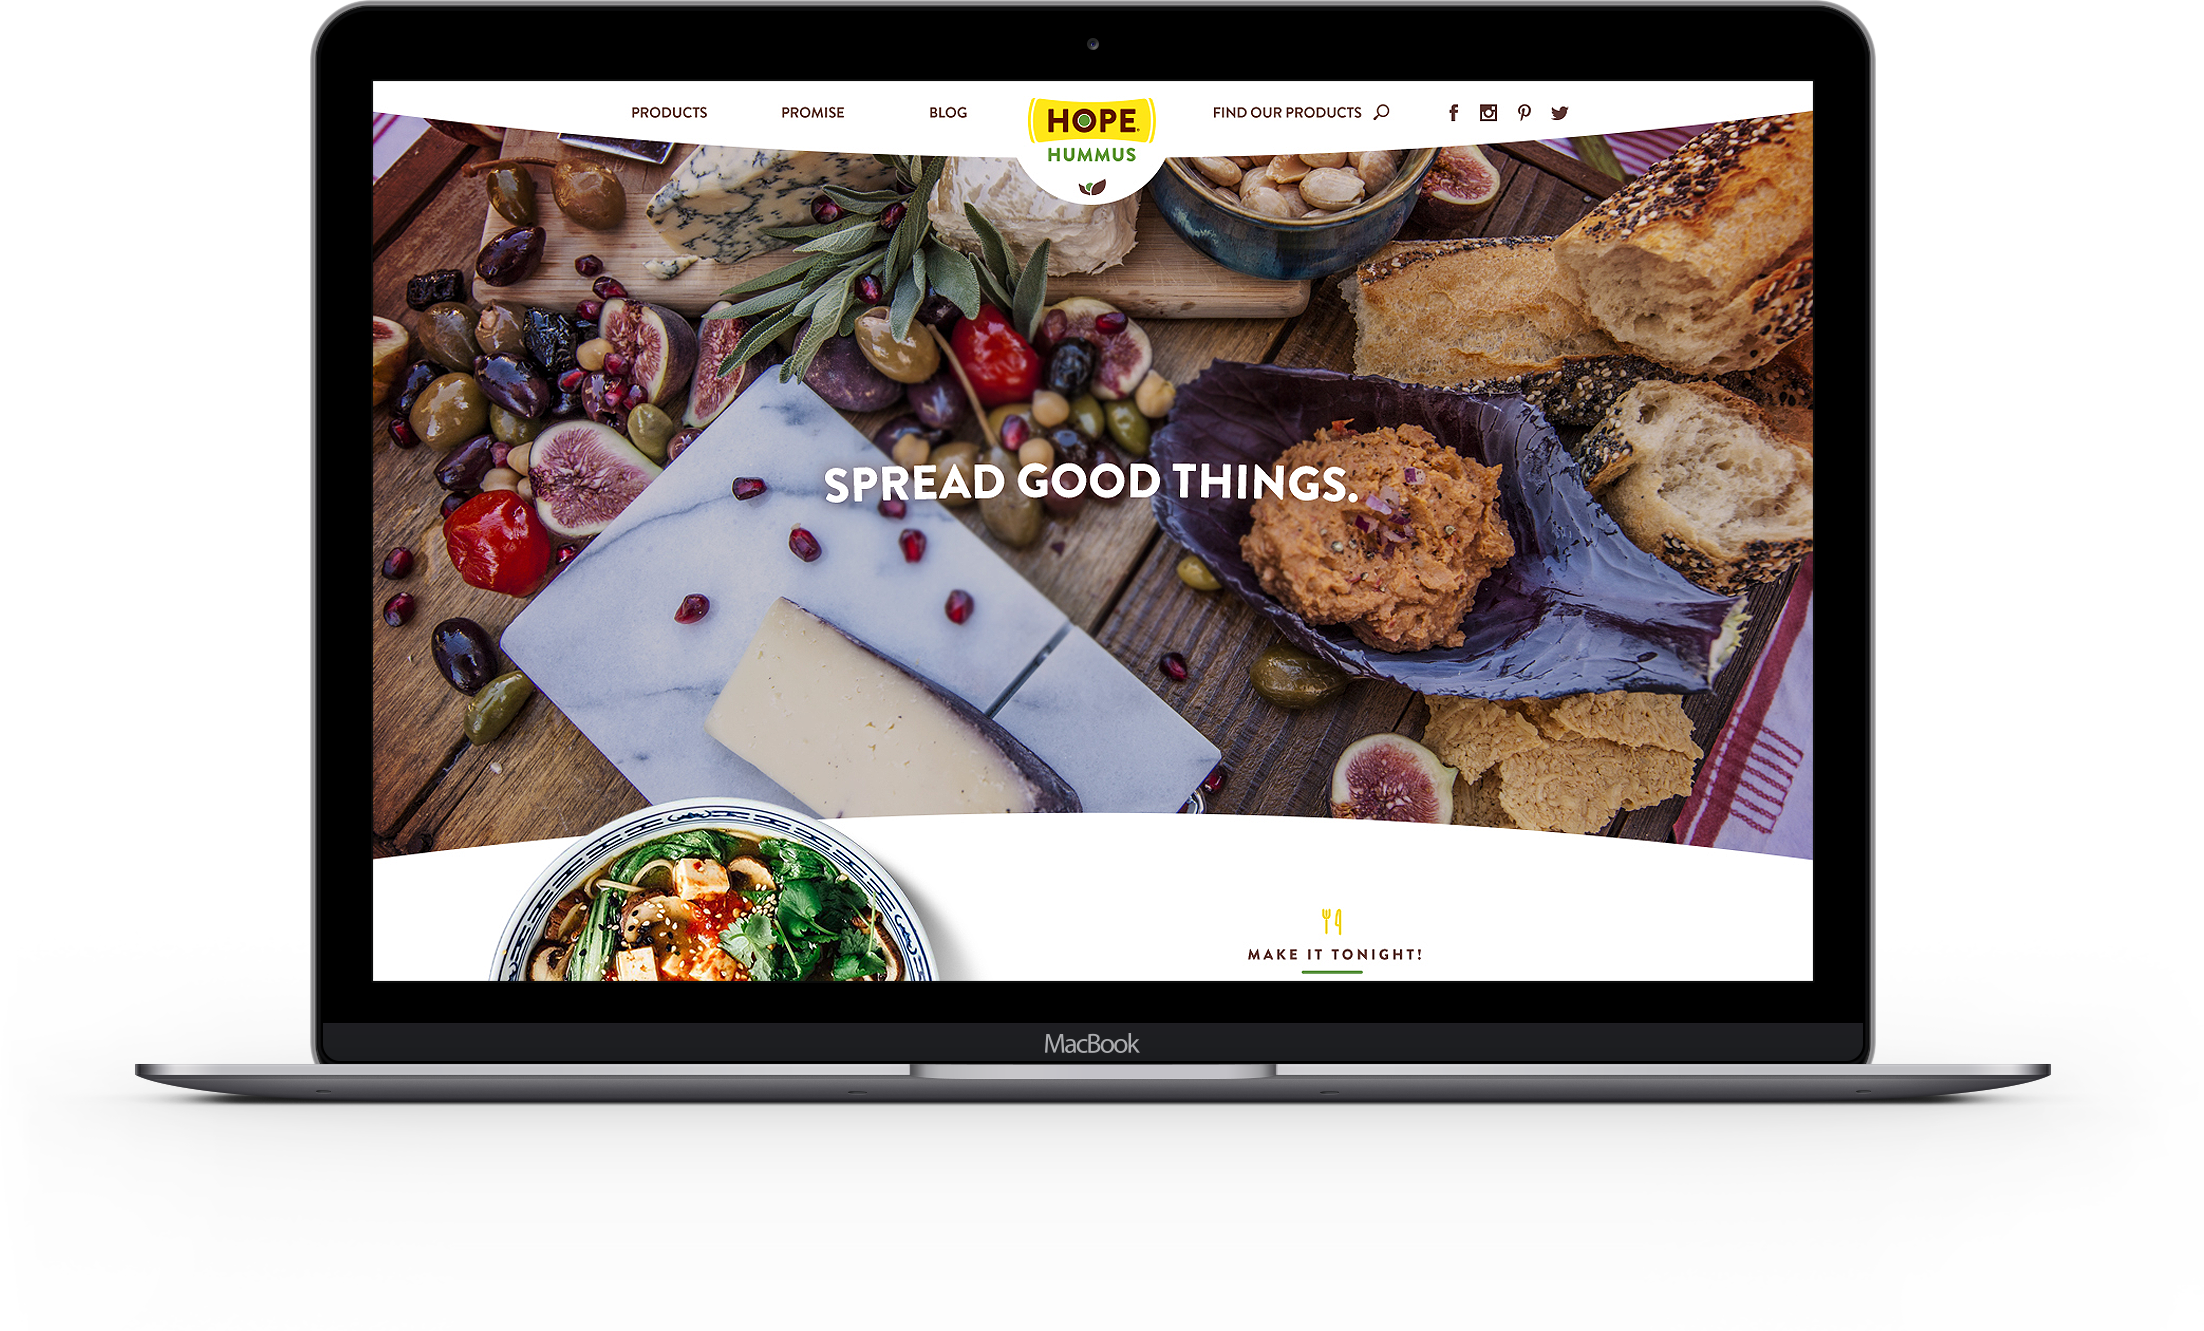 PRODUCTS PROMISE BLOG HOPE FIND OUR PRODUCTS
HUMMUS
SPREAD GOOD THINGS.
MAKE IT TONIGHT!
MacBook